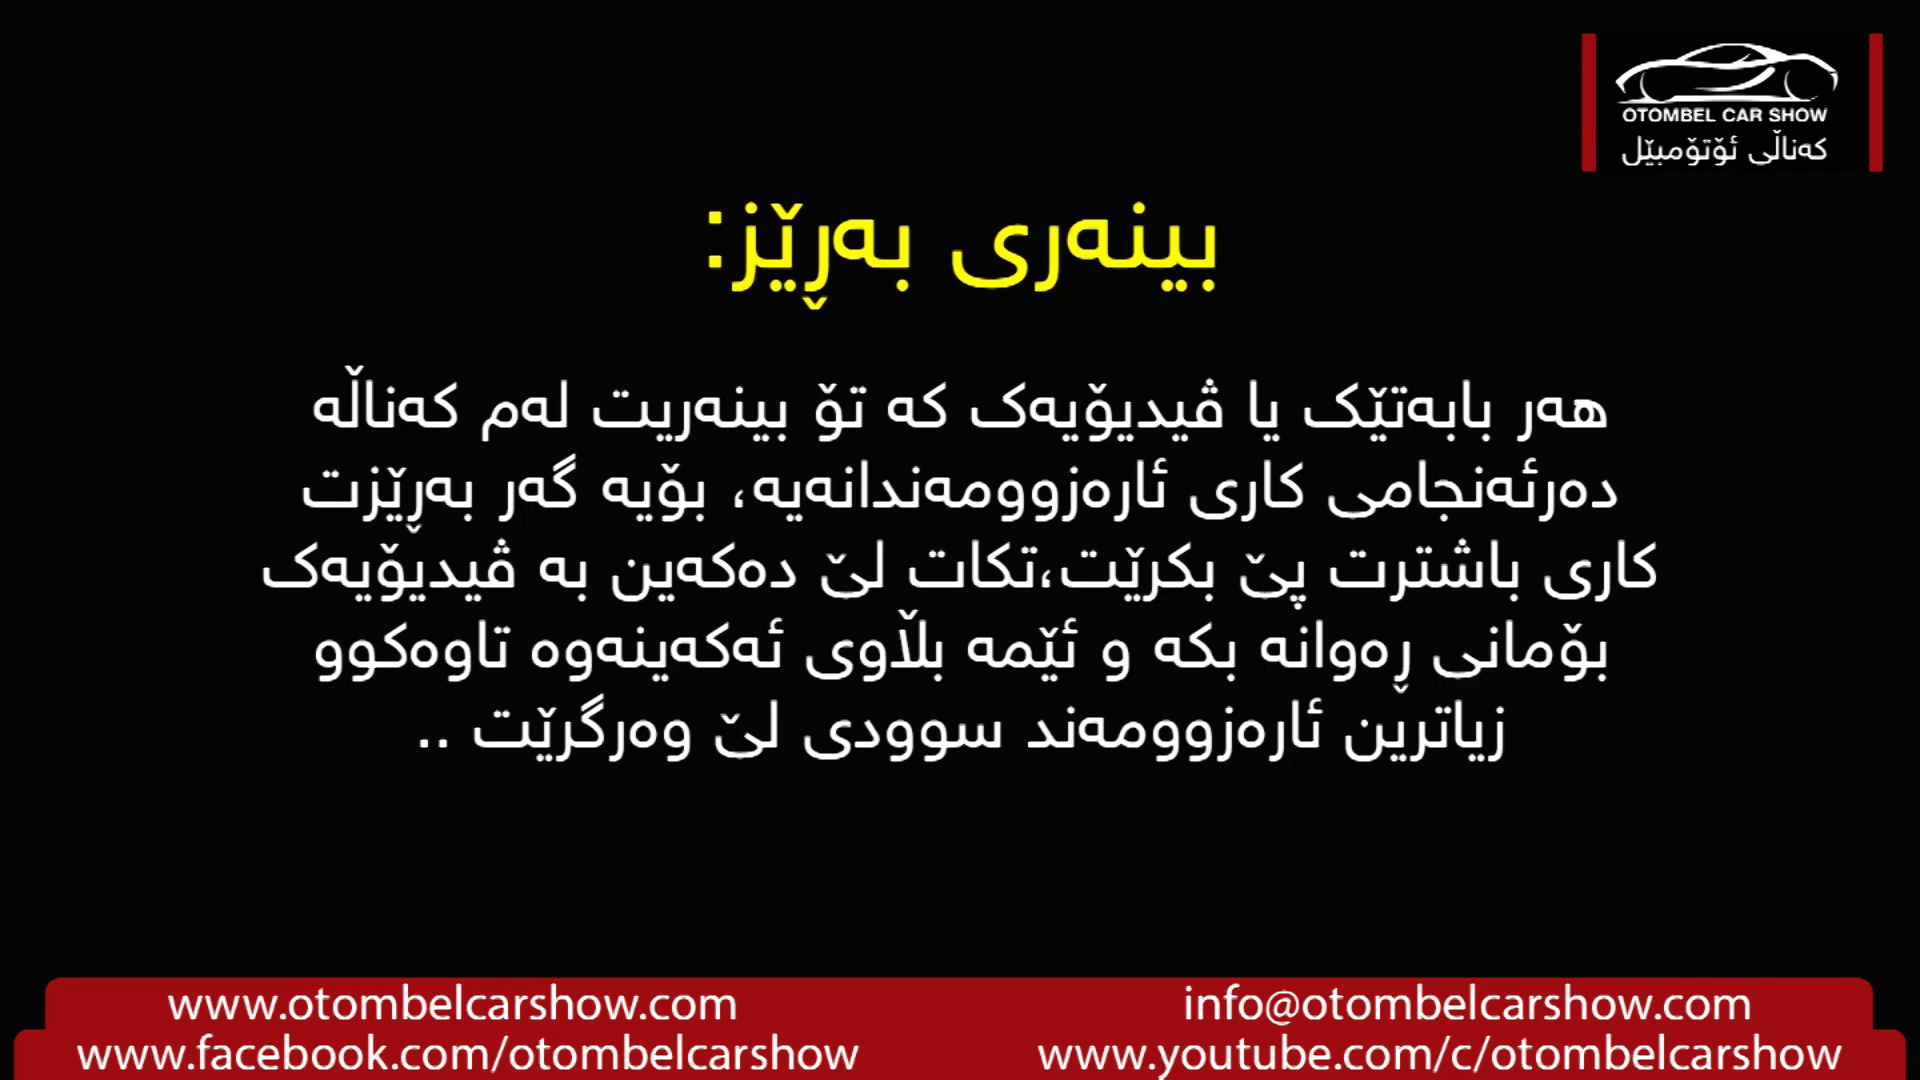 OTOMBEL CAR SHOW
کەناڵی ئۆتۆمبێل
بینەری بەڕێز:
هەر بابەتێک یا ڤیدیۆیەک کە تۆ بینەریت لەم کەناڵە
دەرئەنجامی کاری ئارەزوومەندانەیە، بۆیە گەر بەڕێزت
کاری باشترت پێ بکرێت،تکات لێ دەکەین بە ڤیدیۆیەک
بۆمانی ڕەوانە بکە و ئێمە بڵاوی ئەکەینەوە تاوەکوو
زیاترین ئارەزوومەند سوودی لێ وەرگرێت ..
www.otombelcarshow.com
info@otombelcarshow.com
www.facebook.com/otombelcarshow
www.youtube.com/c/otombelcarshow